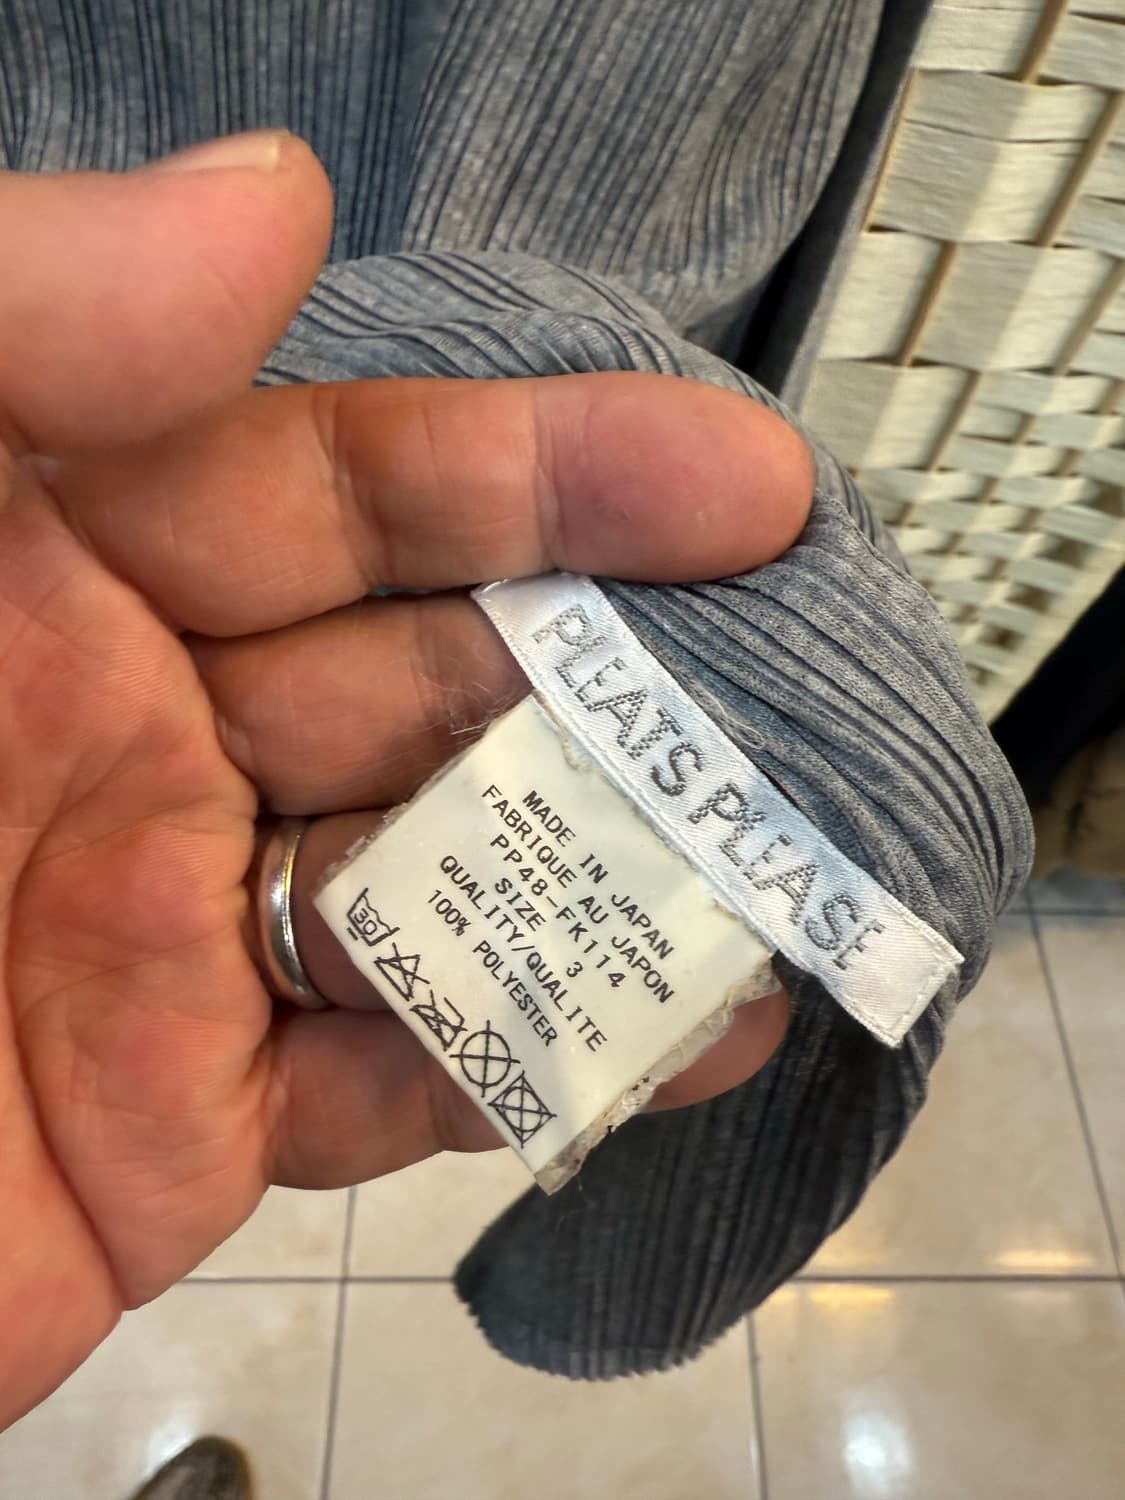 PLEATS PLEASE
MADE IN JAPAN
FABRIQUE AU JAPON
PP48-FK114
SIZE 3
QUALITY/QUALITE
100% POLYESTER
30